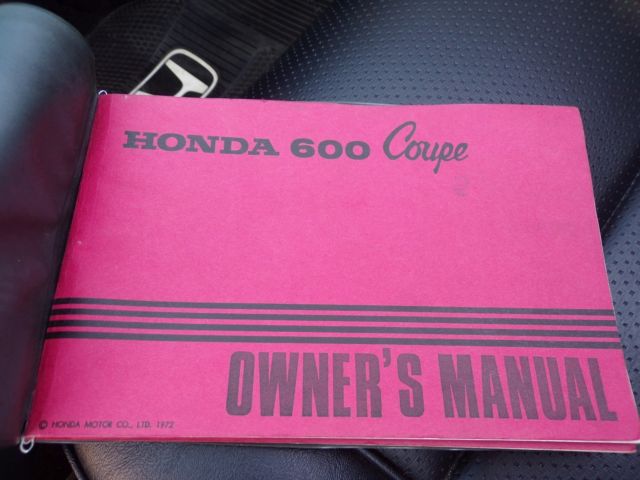 HONDA 600 Coupe
OWNER'S MANUAL
© HONDA MOTOR CO., LTD. 1972